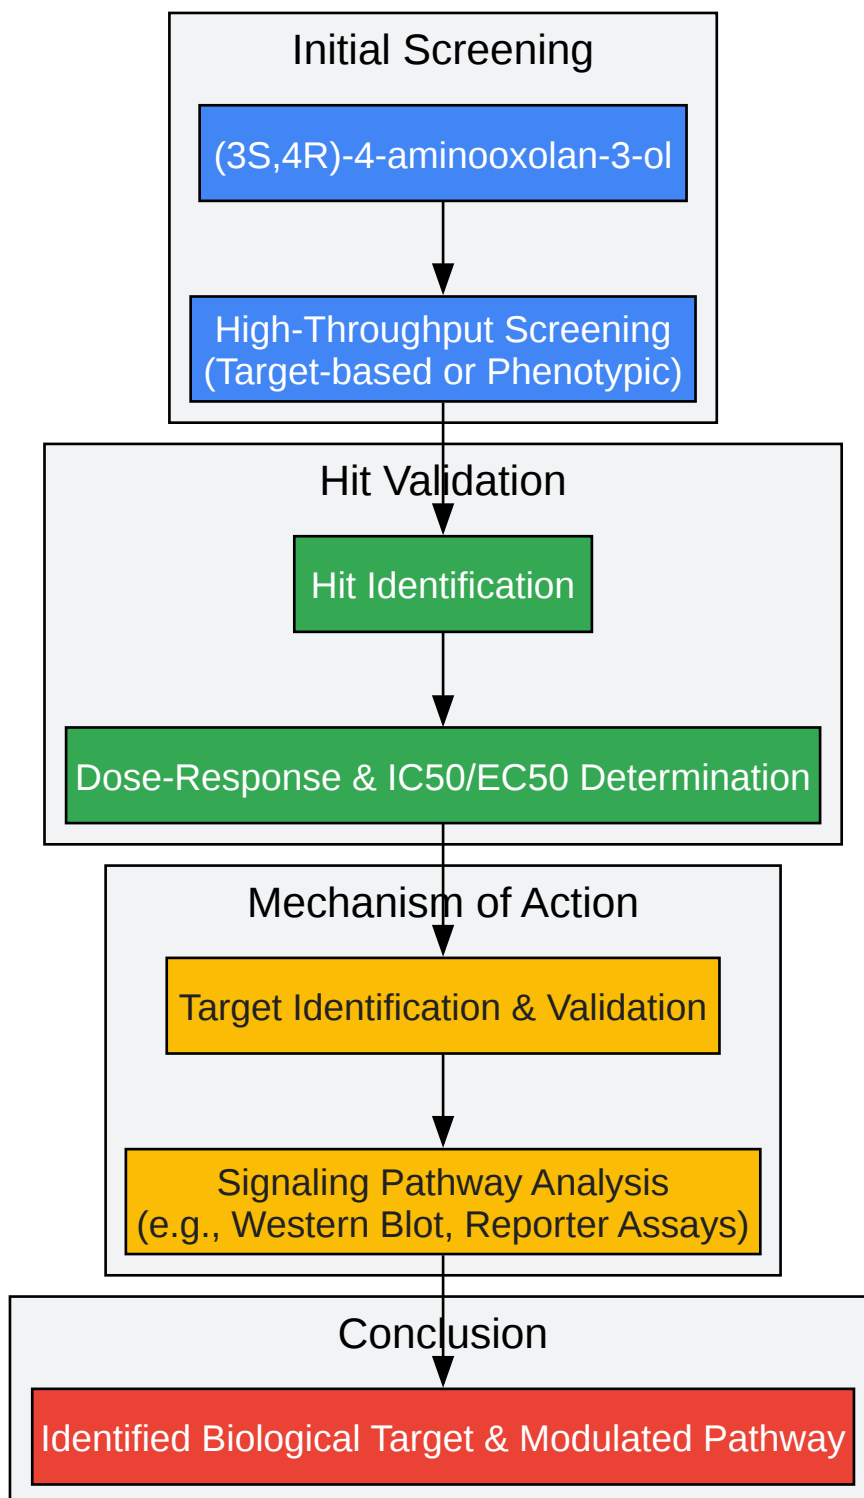 Initial Screening
(3S,4R)-4-aminooxolan-3-ol
High-Throughput Screening
(Target-based or Phenotypic)
Hit Validation
Hit Identification
Dose-Response & IC50/EC50 Determination
Mechanism of Action
Target Identification & Validation
Signaling Pathway Analysis
(e.g., Western Blot, Reporter Assays)
Conclusion
Identified Biological Target & Modulated Pathway